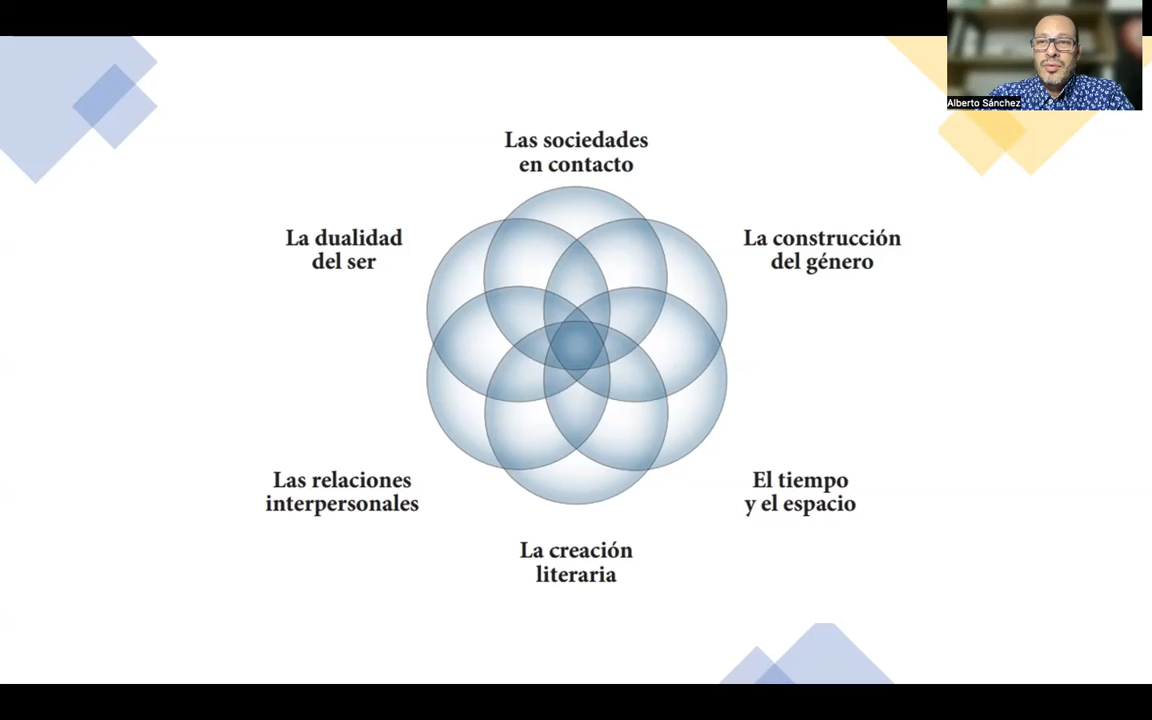 Alberto Sánchez
Las sociedades
en contacto
La dualidad
del ser
La construcción
del género
Las relaciones
interpersonales
El tiempo
y el espacio
La creación
literaria